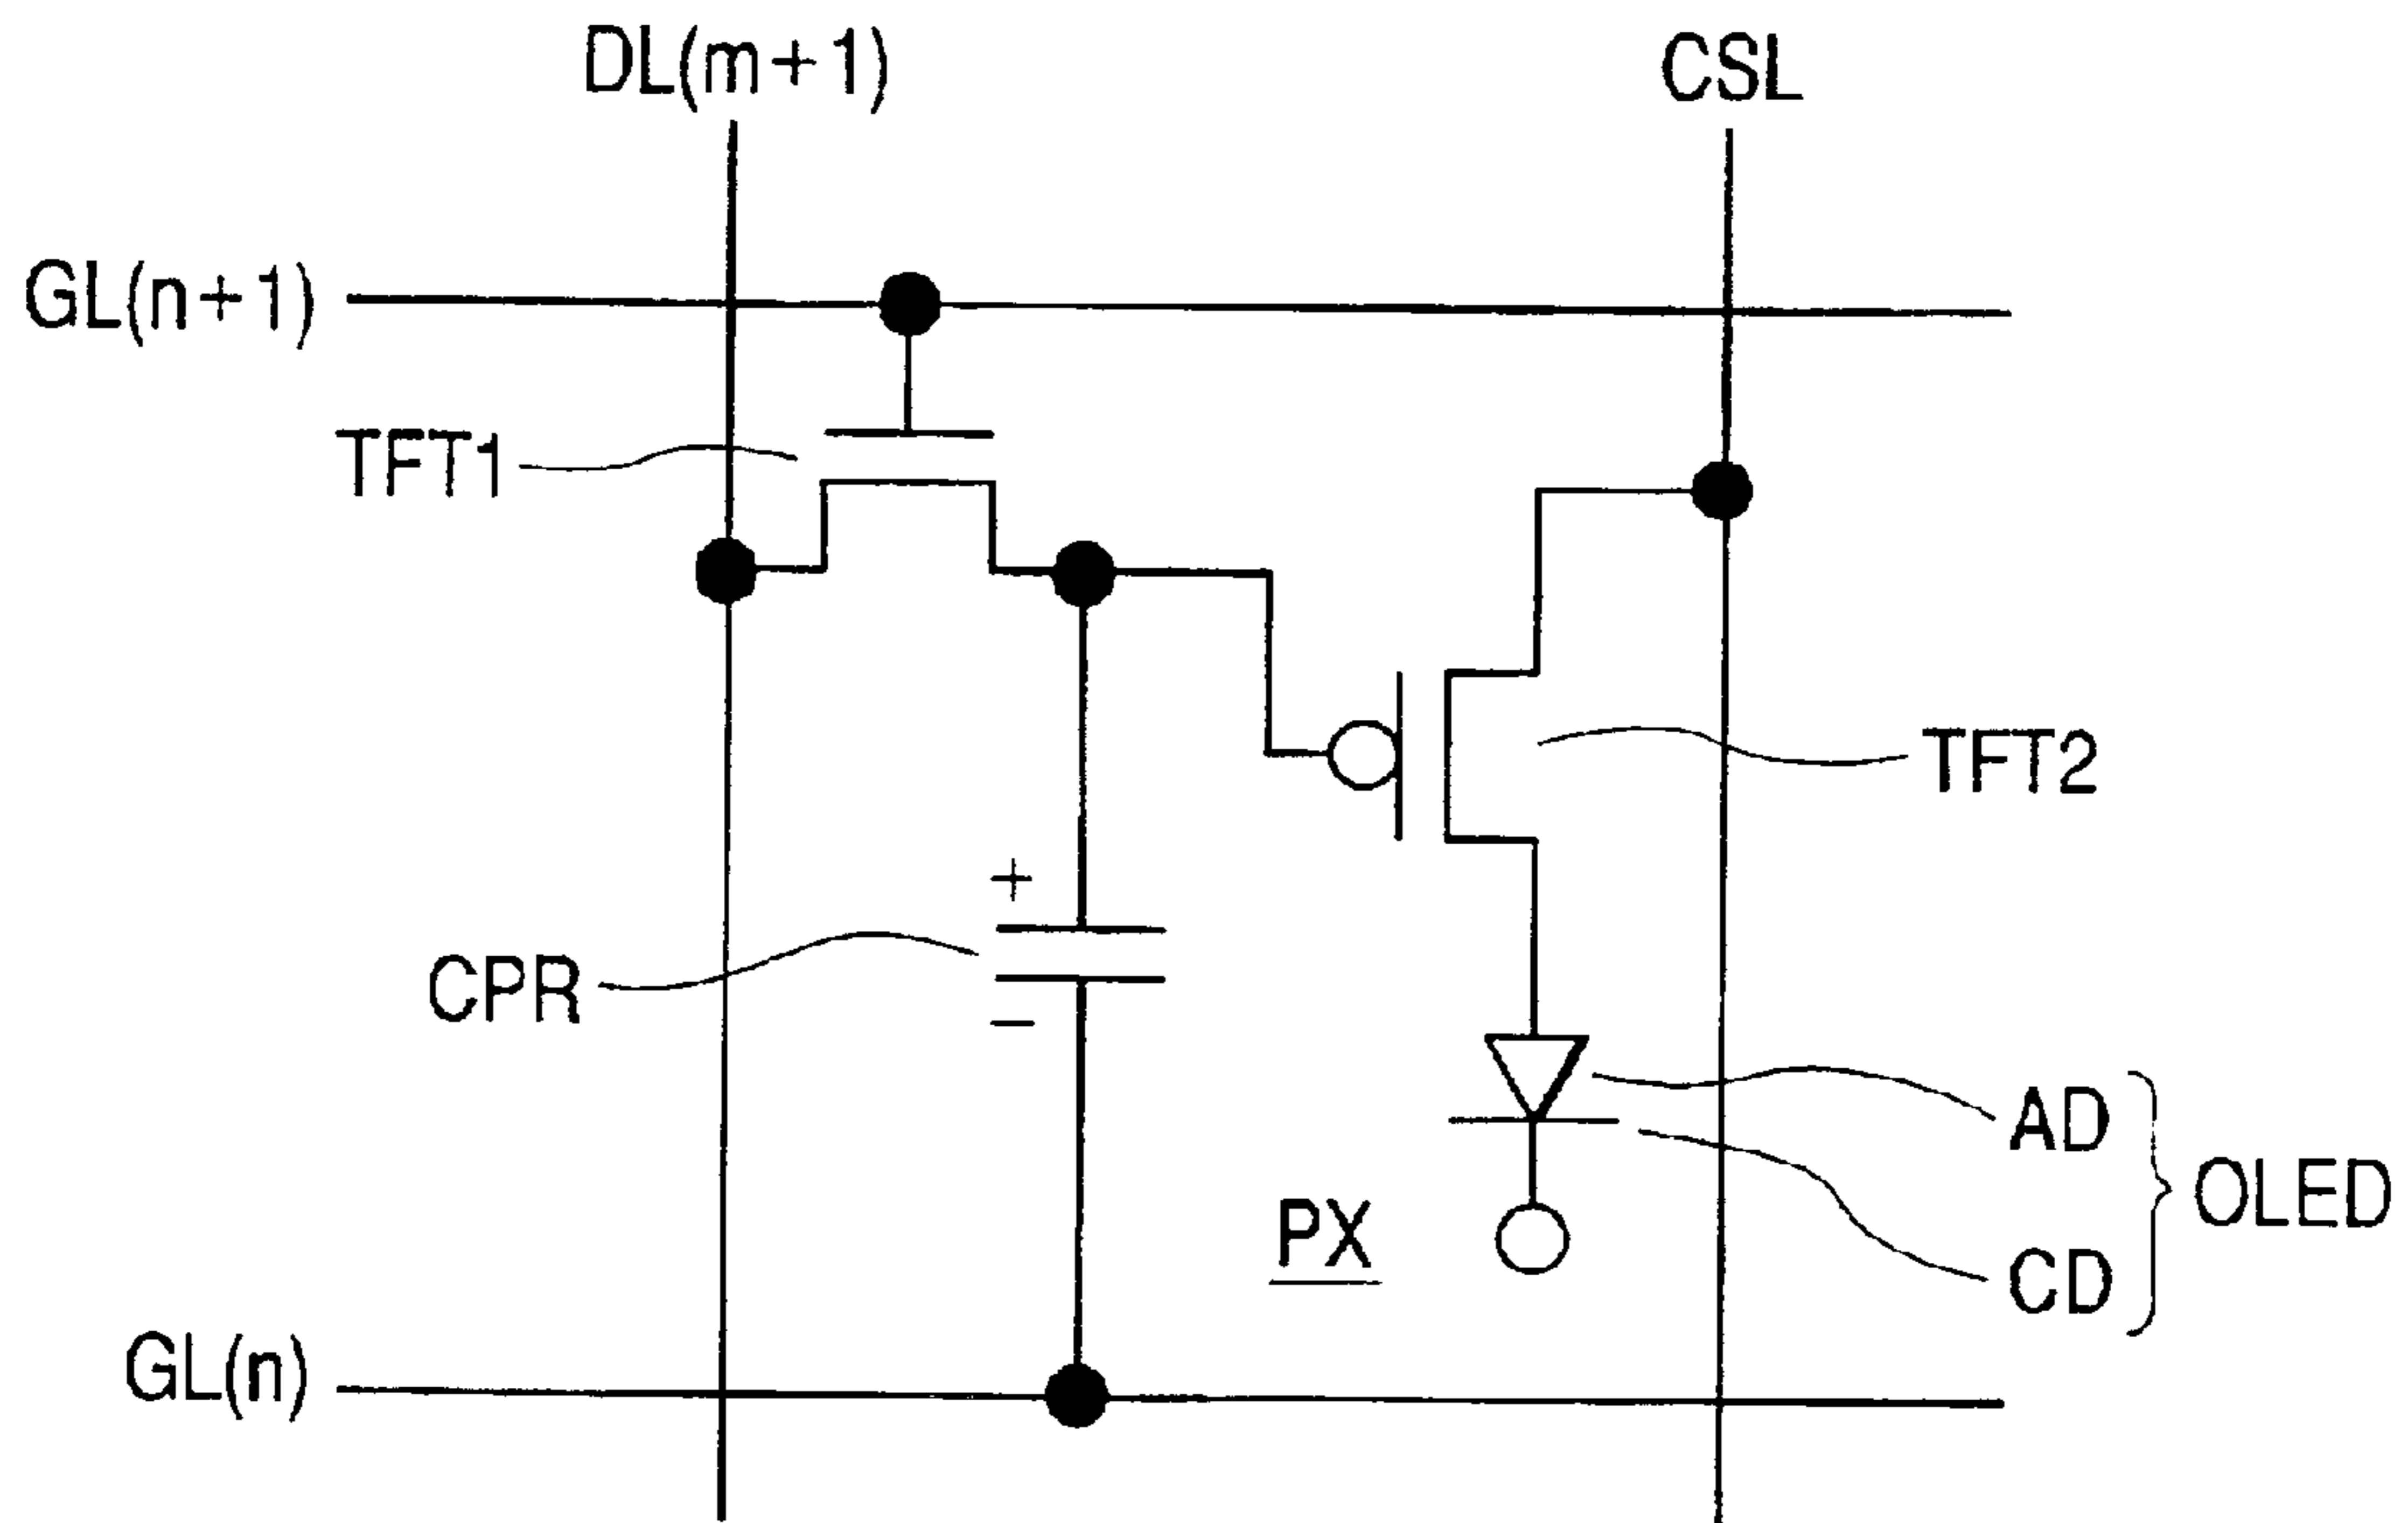 DL(m+1)
CSL
GL(n+1)
TFT1
TFT2
+
CPR
−
AD
OLED
PX
CD
GL(n)